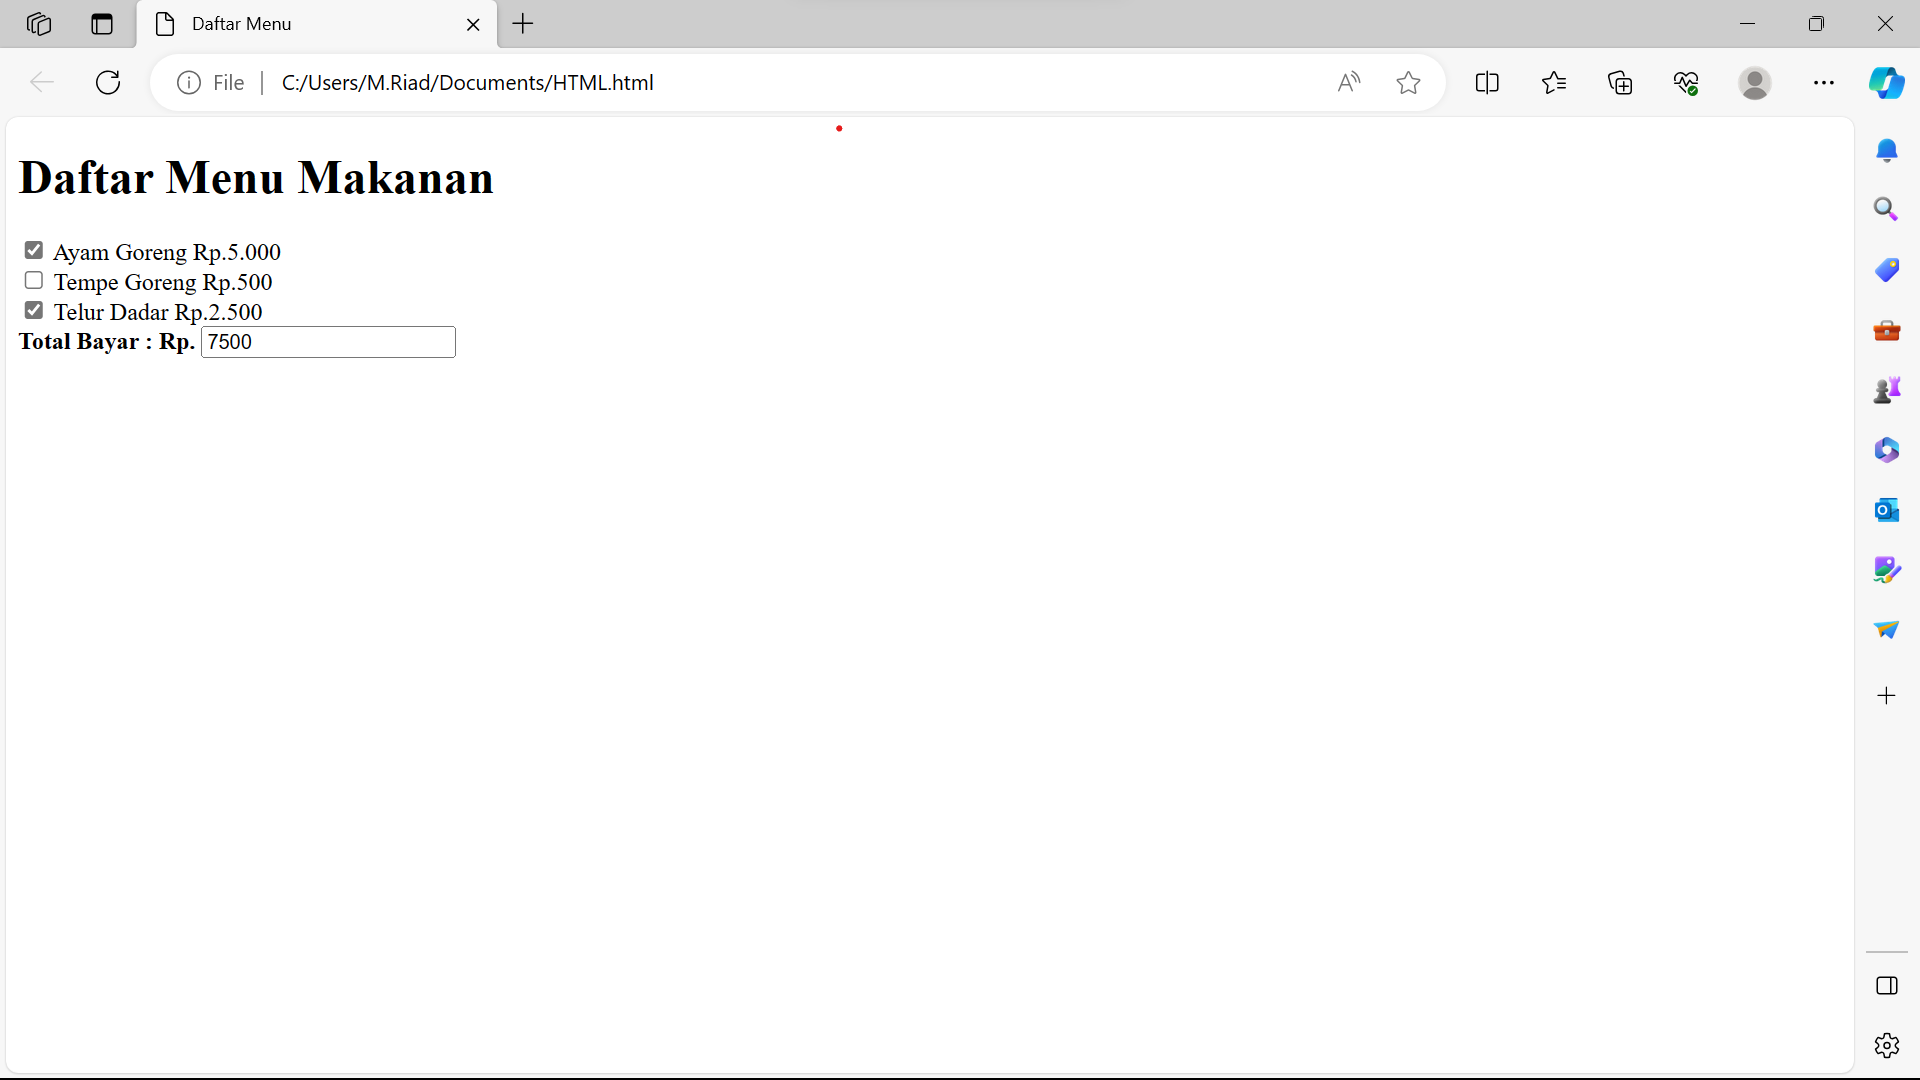 Daftar Menu
File
C:/Users/M.Riad/Documents/HTML.html
Daftar Menu Makanan
Ayam Goreng Rp.5.000
Tempe Goreng Rp.500
Telur Dadar Rp.2.500
Total Bayar : Rp. 7500